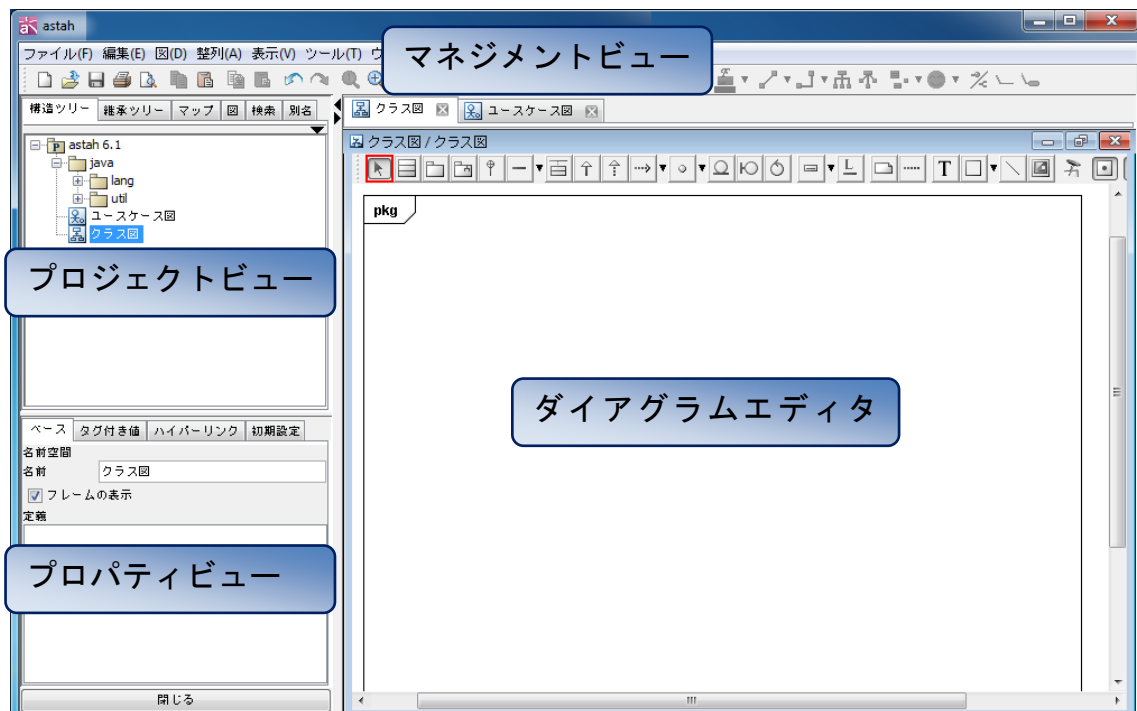 astah
ファイル(F) 編集(E) 図(D) 整列(A) 表示(V) ツール(T)
マネジメントビュー
構造ツリー 継承ツリー マップ 図 検索 別名
クラス図 ユースケース図
astah 6.1
java
lang
util
ユースケース図
クラス図
クラス図 / クラス図
T
pkg
プロジェクトビュー
ダイアグラムエディタ
ベース タグ付き値 ハイパーリンク 初期設定
名前空間
名前 クラス図
フレームの表示
定義
プロパティビュー
閉じる